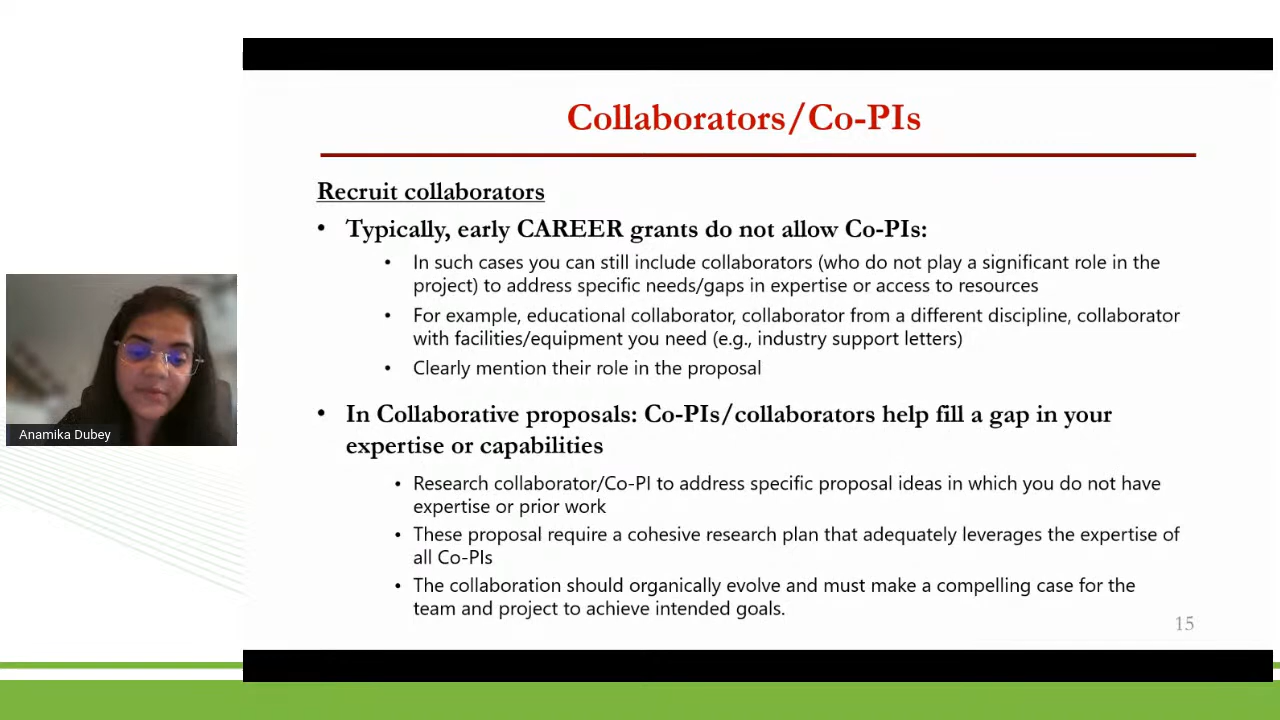 Collaborators/Co-PIs
Recruit collaborators
• Typically, early CAREER grants do not allow Co-PIs:
• In such cases you can still include collaborators (who do not play a significant role in the
project) to address specific needs/gaps in expertise or access to resources
• For example, educational collaborator, collaborator from a different discipline, collaborator
with facilities/equipment you need (e.g., industry support letters)
• Clearly mention their role in the proposal
• In Collaborative proposals: Co-PIs/collaborators help fill a gap in your
expertise or capabilities
• Research collaborator/Co-PI to address specific proposal ideas in which you do not have
expertise or prior work
• These proposal require a cohesive research plan that adequately leverages the expertise of
all Co-PIs
• The collaboration should organically evolve and must make a compelling case for the
team and project to achieve intended goals.
15
Anamika Dubey